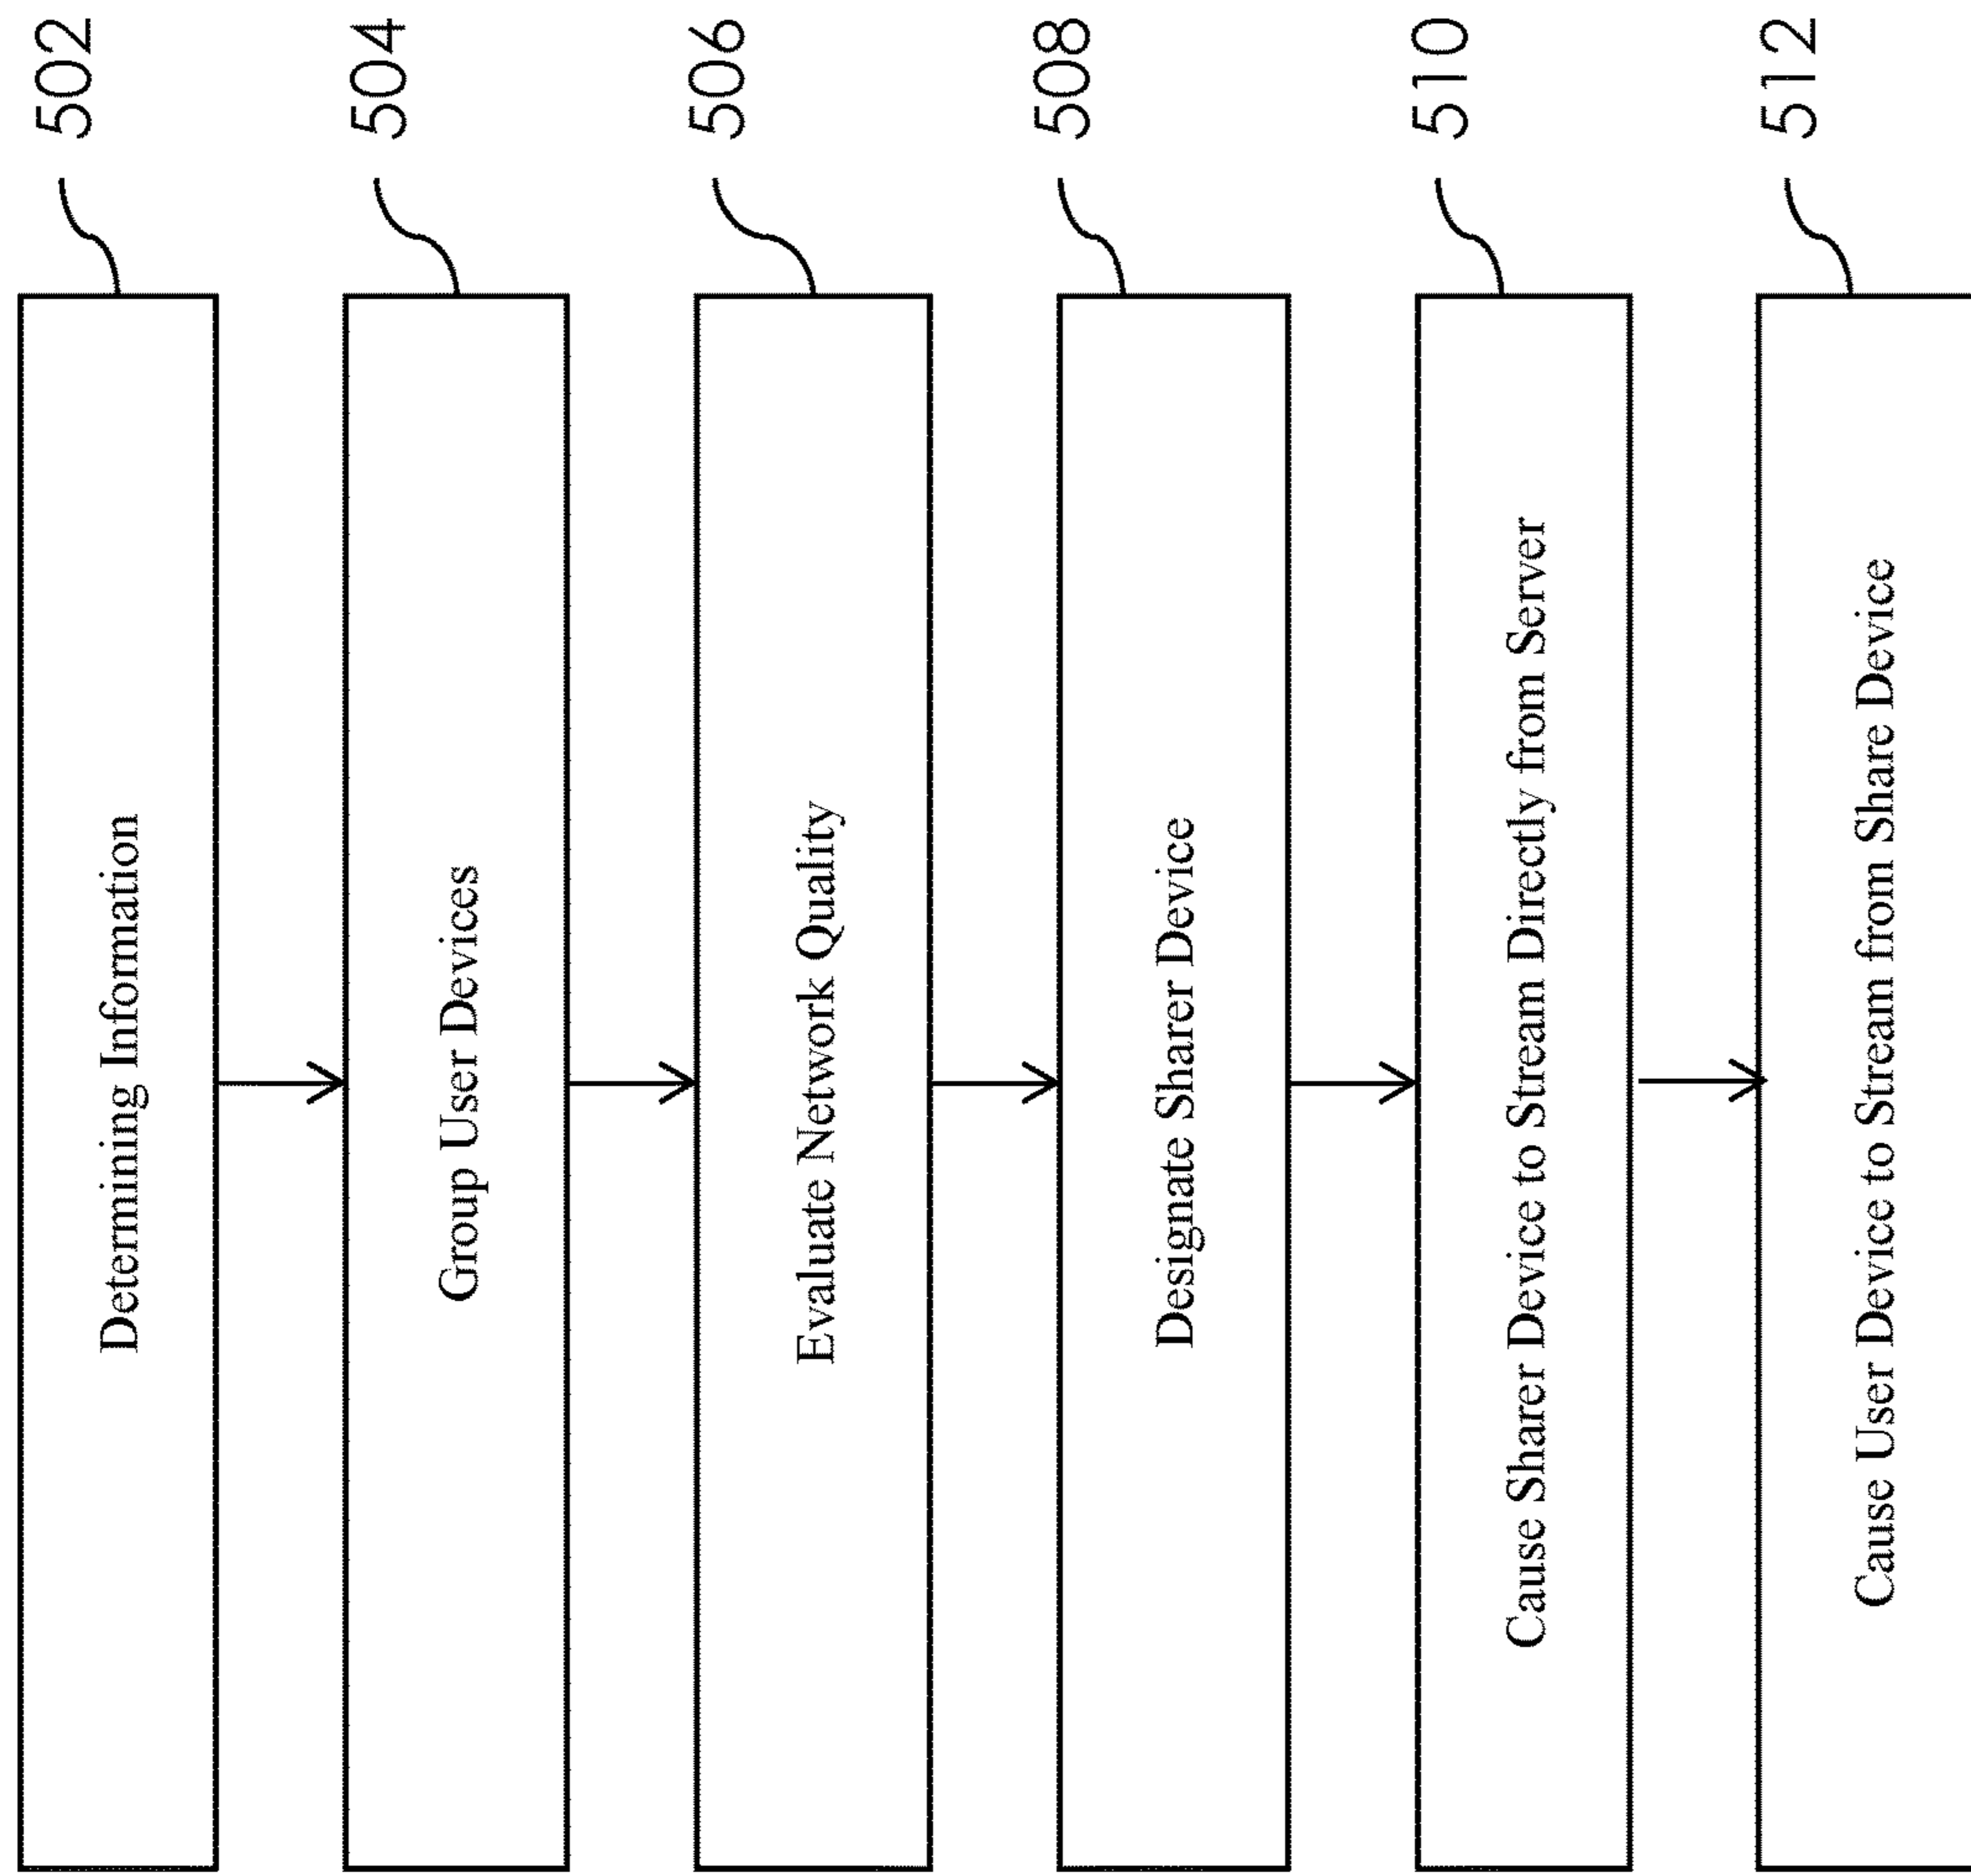 Determining Information
502
Group User Devices
504
Evaluate Network Quality
506
Designate Sharer Device
508
Cause Sharer Device to Stream Directly from Server
510
Cause User Device to Stream from Share Device
512